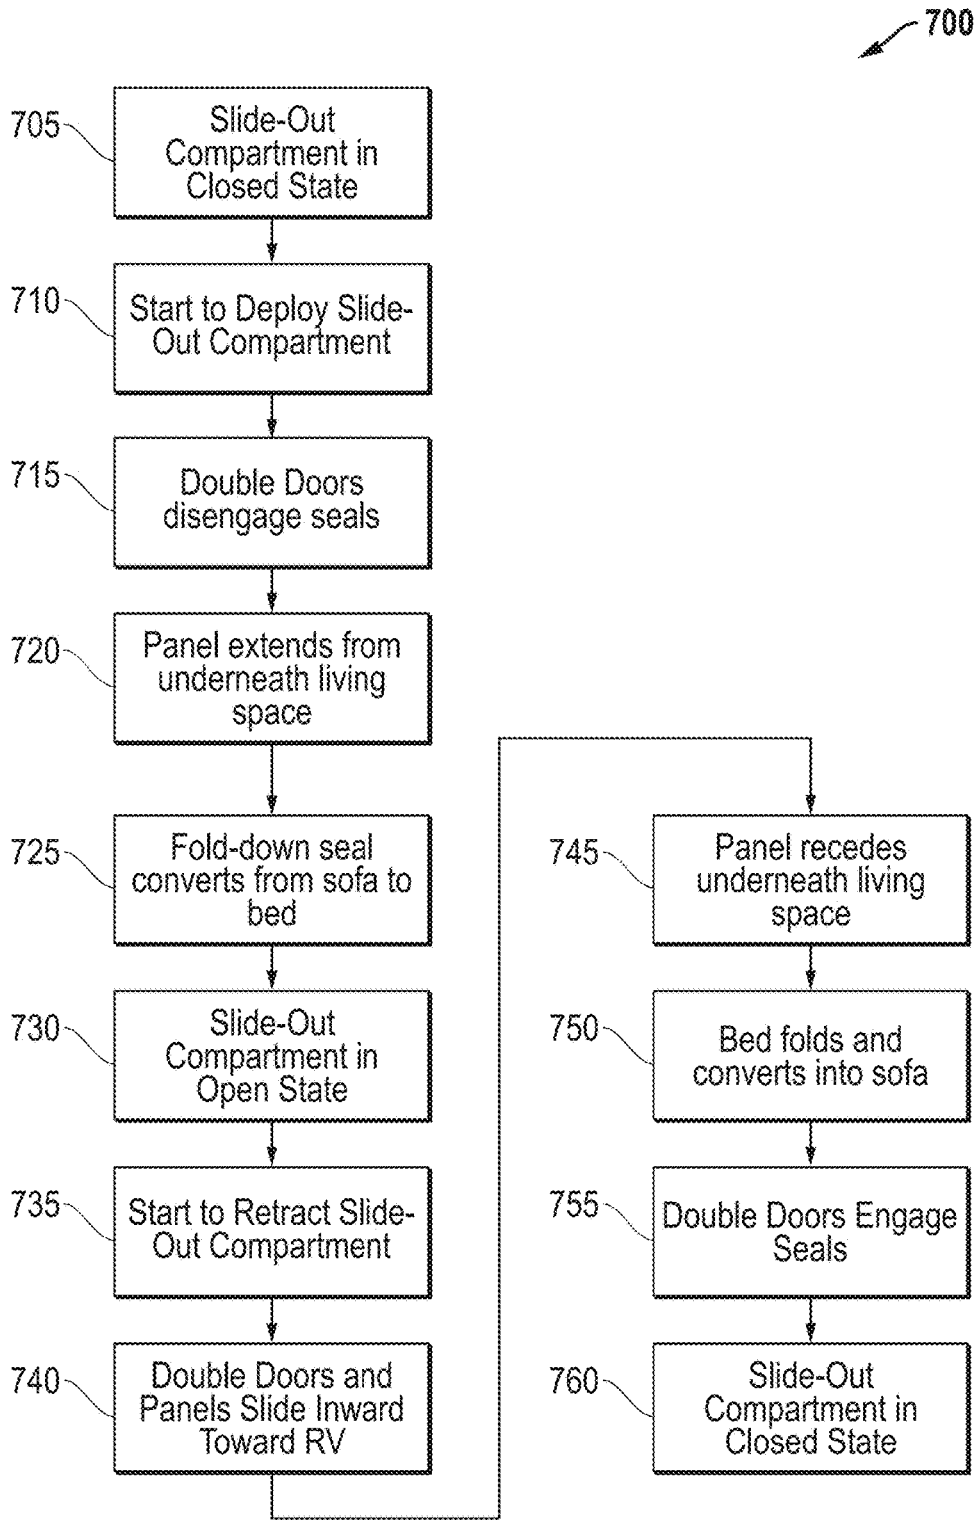 700
705
Slide-Out
Compartment in
Closed State
710
Start to Deploy Slide-
Out Compartment
715
Double Doors
disengage seals
720
Panel extends from
underneath living
space
725
Fold-down seal
converts from sofa to
bed
730
Slide-Out
Compartment in
Open State
735
Start to Retract Slide-
Out Compartment
740
Double Doors and
Panels Slide Inward
Toward RV
745
Panel recedes
underneath living
space
750
Bed folds and
converts into sofa
755
Double Doors Engage
Seals
760
Slide-Out
Compartment in
Closed State